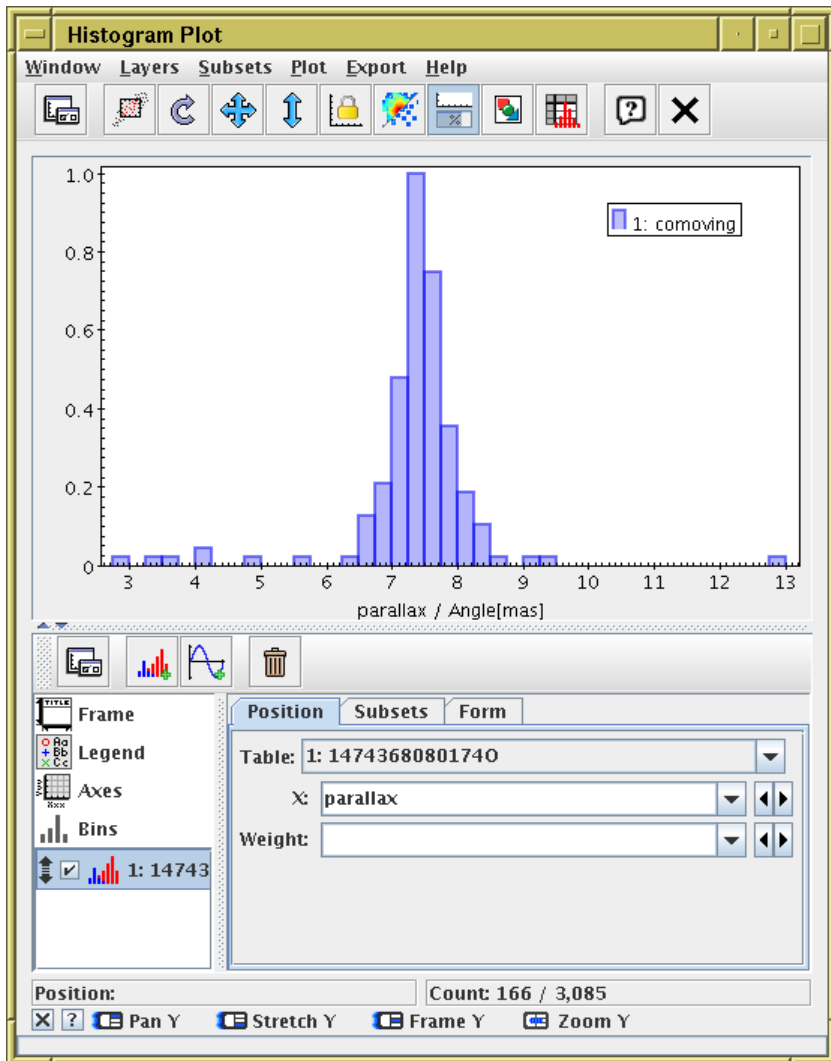 Histogram Plot
Window Layers Subsets Plot Export Help
1.0
0.8
0.6
0.4
0.2
0
1: comoving
3 4 5 6 7 8 9 10 11 12 13
parallax / Angle[mas]
Frame
Legend
Axes
Bins
1: 14743
Position Subsets Form
Table: 1: 1474368080174O
X: parallax
Weight:
Position:
Count: 166 / 3,085
Pan Y Stretch Y Frame Y Zoom Y